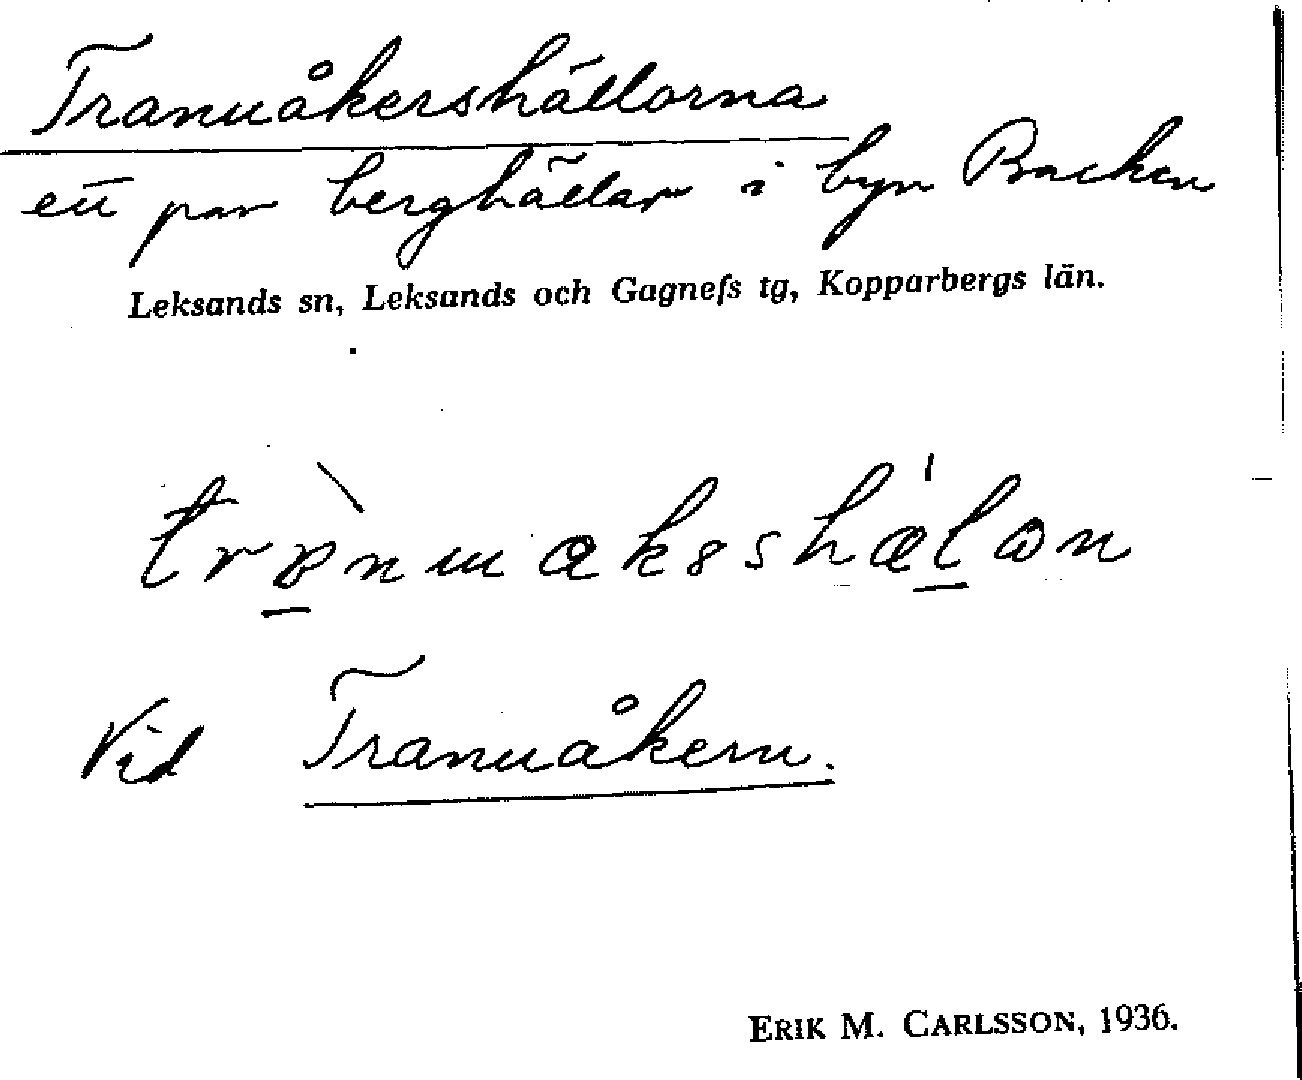 Tranuåkershällorna
ett par berghällar i byn Backen
Leksands sn, Leksands och Gagnefs tg, Kopparbergs län.
Vid Tranuåkern.
ERIK M. CARLSSON, 1936.